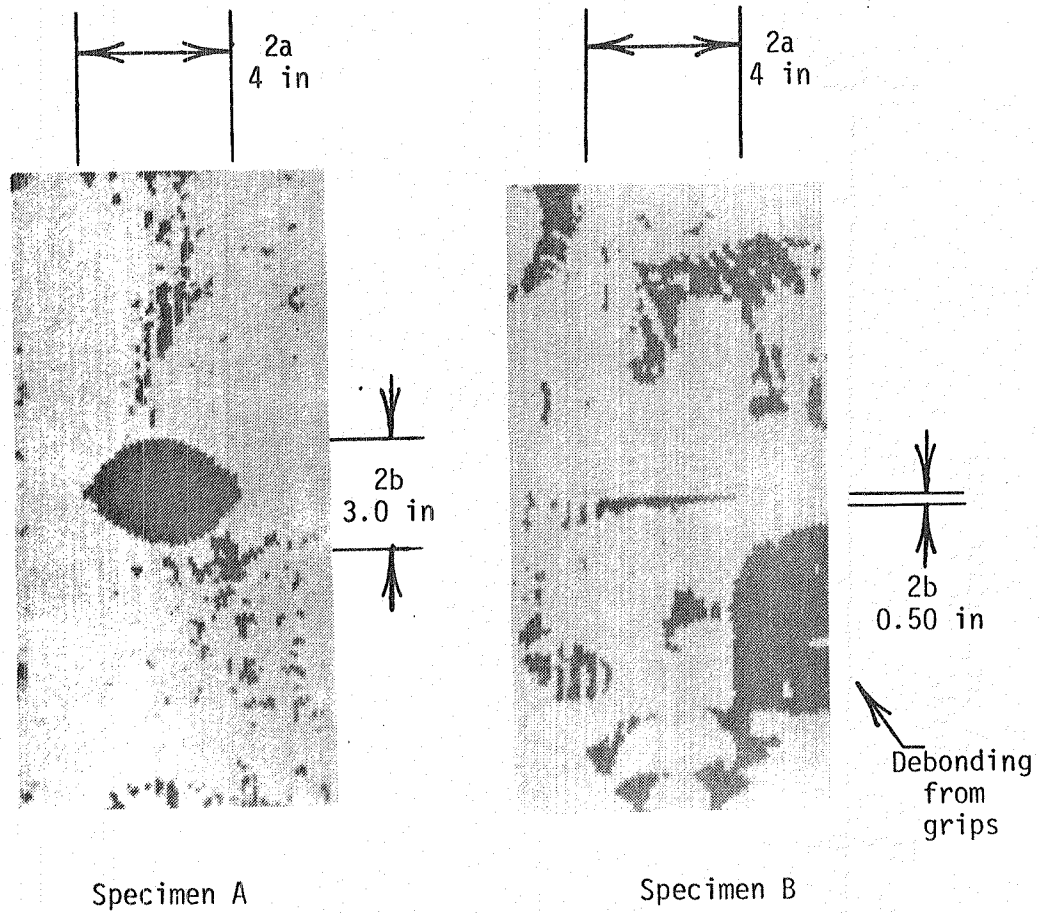 2a
4 in
2a
4 in
2b
3.0 in
2b
0.50 in
Debonding
from
grips
Specimen A
Specimen B